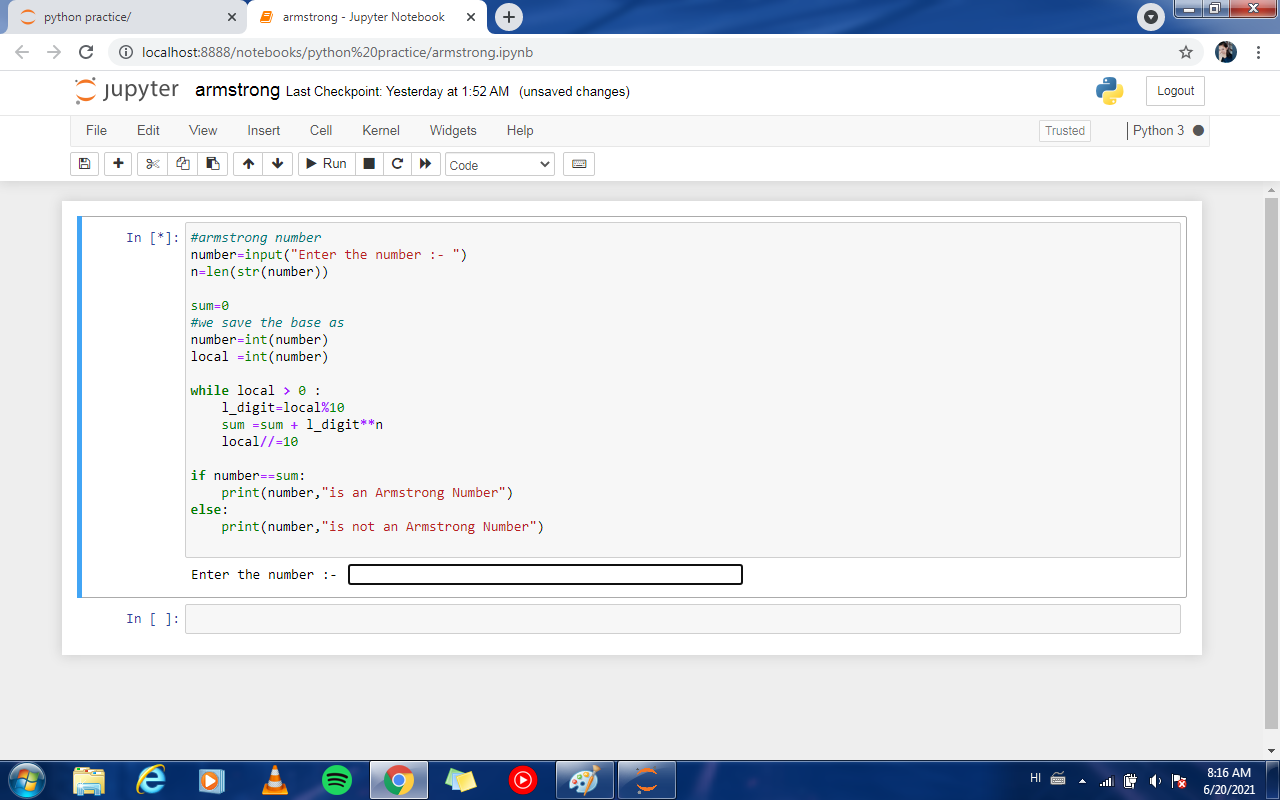 python practice/
armstrong - Jupyter Notebook
localhost:8888/notebooks/python%20practice/armstrong.ipynb
jupyter armstrong Last Checkpoint: Yesterday at 1:52 AM (unsaved changes)
Logout
File Edit View Insert Cell Kernel Widgets Help
Trusted
Python 3
Run
Code
In [*]:
#armstrong number
number=input("Enter the number :- ")
n=len(str(number))
sum=0
#we save the base as
number=int(number)
local =int(number)
while local > 0 :
    l_digit=local%10
    sum =sum + l_digit**n
    local//=10
if number==sum:
    print(number,"is an Armstrong Number")
else:
    print(number,"is not an Armstrong Number")
Enter the number :-
In [ ]:
HI
8:16 AM
6/20/2021